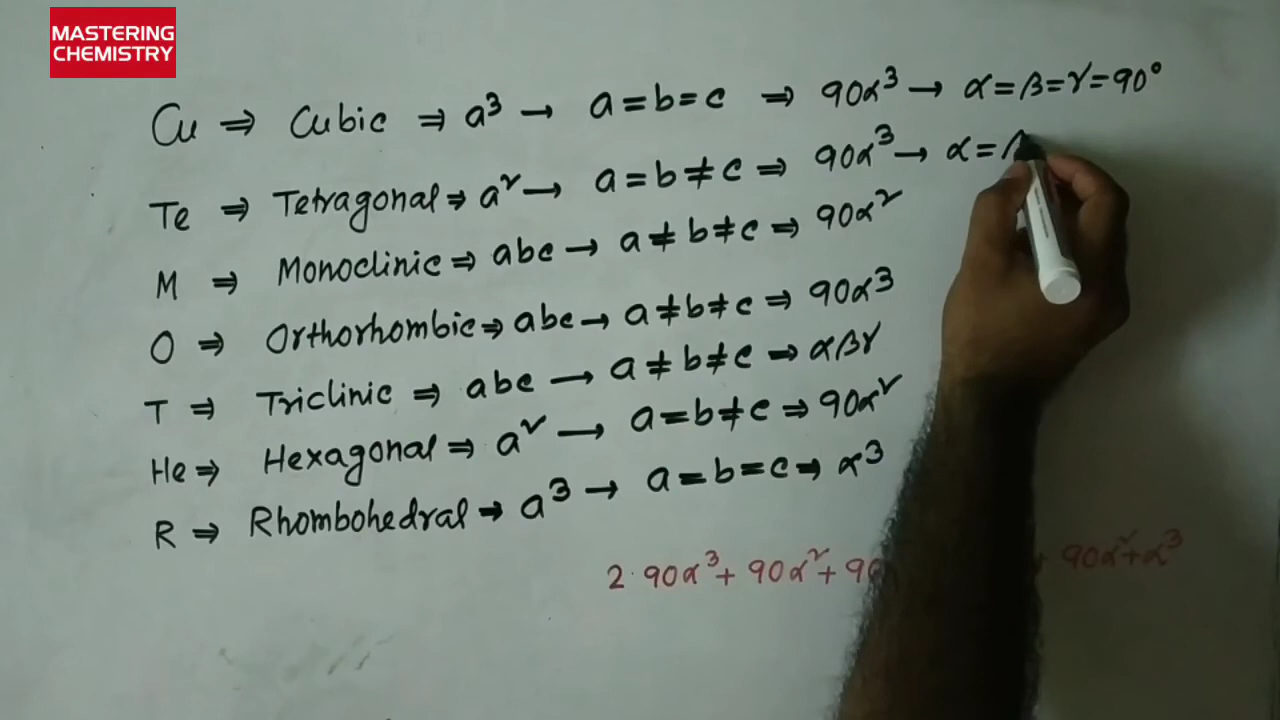 MASTERING
CHEMISTRY
Cu ⇒ Cubic ⇒ a³ → a=b=c ⇒ 90α³ → α=β=γ=90°
Te ⇒ Tetragonal ⇒ a² → a=b≠c ⇒ 90α³ → α=
M ⇒ Monoclinic ⇒ abc → a≠b≠c ⇒ 90α²
O ⇒ Orthorhombic ⇒ abc → a≠b≠c ⇒ 90α³
T ⇒ Triclinic ⇒ abc → a≠b≠c ⇒ αβγ
He ⇒ Hexagonal ⇒ a² → a=b≠c ⇒ 90α²
R ⇒ Rhombohedral → a³ → a=b=c ⇒ α³
2. 90α³ + 90α² + 90 + 90α² + α³